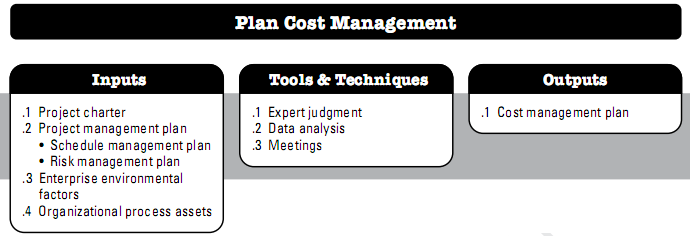 Plan Cost Management
Inputs
.1 Project charter
.2 Project management plan
• Schedule management plan
• Risk management plan
.3 Enterprise environmental
factors
.4 Organizational process assets
Tools & Techniques
.1 Expert judgment
.2 Data analysis
.3 Meetings
Outputs
.1 Cost management plan